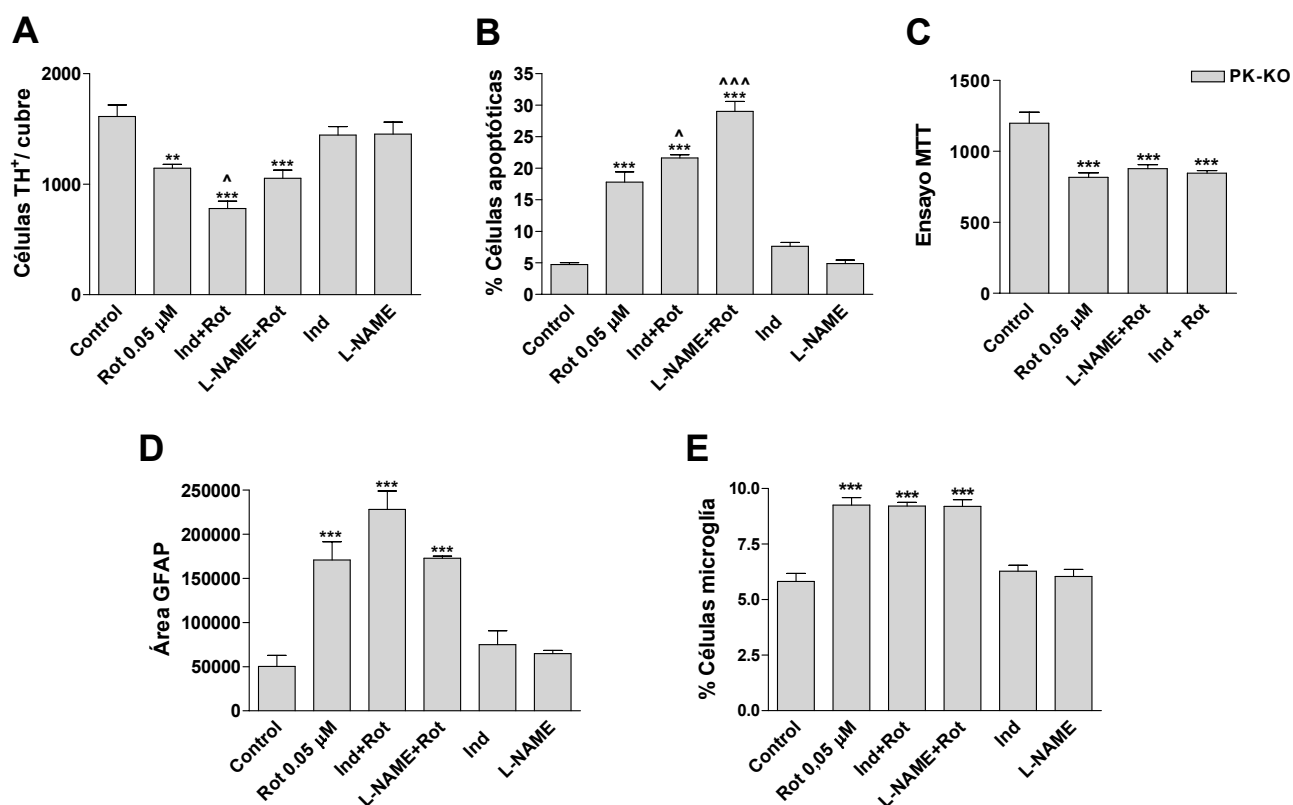 A
Células TH⁺/ cubre
2000
1000
0
**
^
***
***
Control
Rot 0.05 µM
Ind+Rot
L-NAME+Rot
Ind
L-NAME
B
% Células apoptóticas
35
30
25
20
15
10
5
0
***
^
***
^^^
***
Control
Rot 0.05 µM
Ind+Rot
L-NAME+Rot
Ind
L-NAME
C
PK-KO
Ensayo MTT
1500
1000
500
0
***
***
***
Control
Rot 0.05 µM
L-NAME+Rot
Ind + Rot
D
Área GFAP
250000
200000
150000
100000
50000
0
***
***
***
Control
Rot 0.05 µM
Ind+Rot
L-NAME+Rot
Ind
L-NAME
E
% Células microglía
10.0
7.5
5.0
2.5
0.0
***
***
***
Control
Rot 0,05 µM
Ind+Rot
L-NAME+Rot
Ind
L-NAME